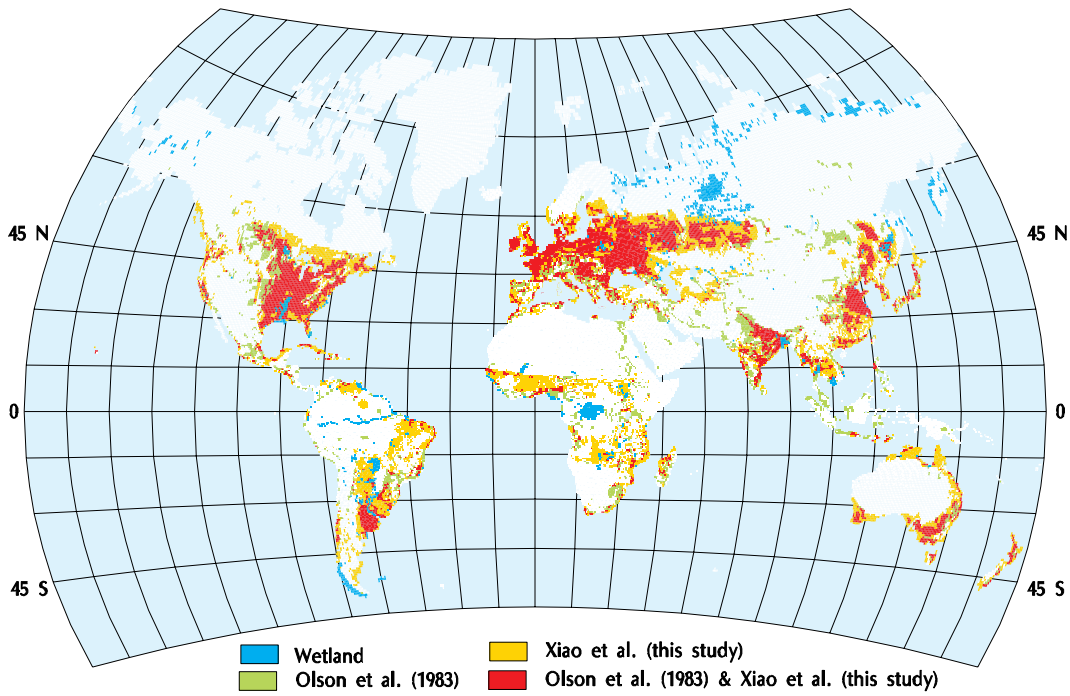 45 N
45 N
0
0
45 S
45 S
Wetland
Xiao et al. (this study)
Olson et al. (1983)
Olson et al. (1983) & Xiao et al. (this study)